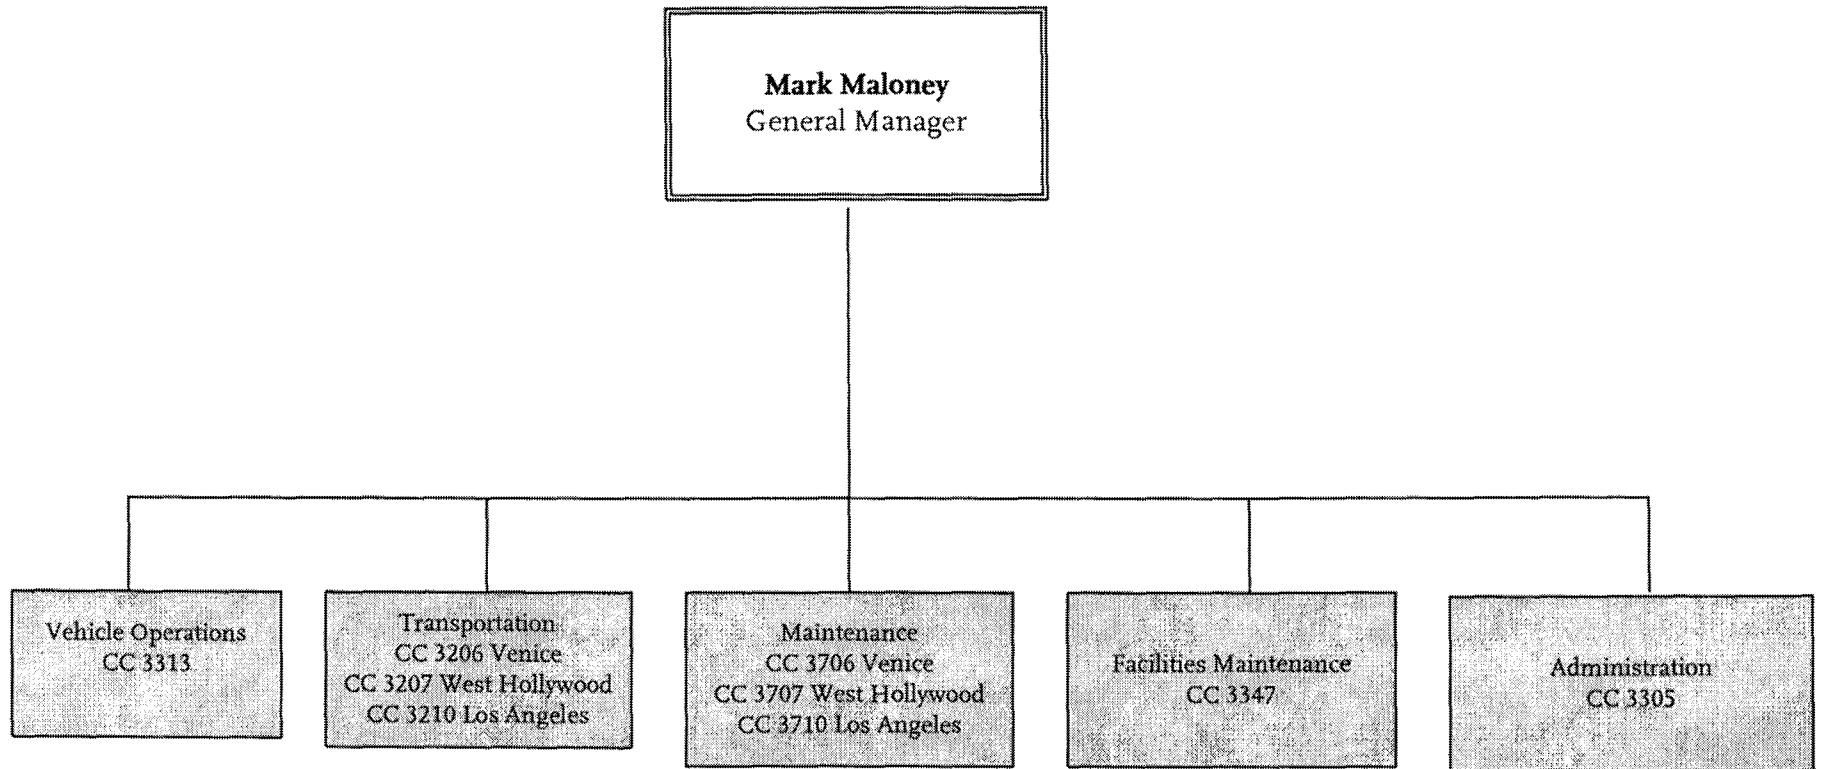 Mark Maloney
General Manager
Vehicle Operations
CC 3313
Transportation
CC 3206 Venice
CC 3207 West Hollywood
CC 3210 Los Angeles
Maintenance
CC 3706 Venice
CC 3707 West Hollywood
CC 3710 Los Angeles
Facilities Maintenance
CC 3347
Administration
CC 3305